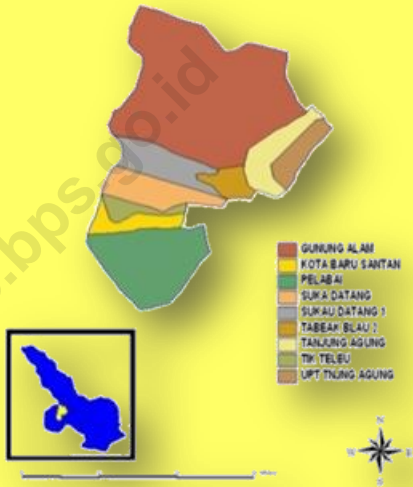 .bps.go.id
GUNUNG ALAM
KOTA BARU SANTAN
PELABAI
SUKA DATANG
SUKAU DATANG 1
TABEAK BLAU 2
TANJUNG AGUNG
TIK TELEU
UPT TNJNG AGUNG
N
S